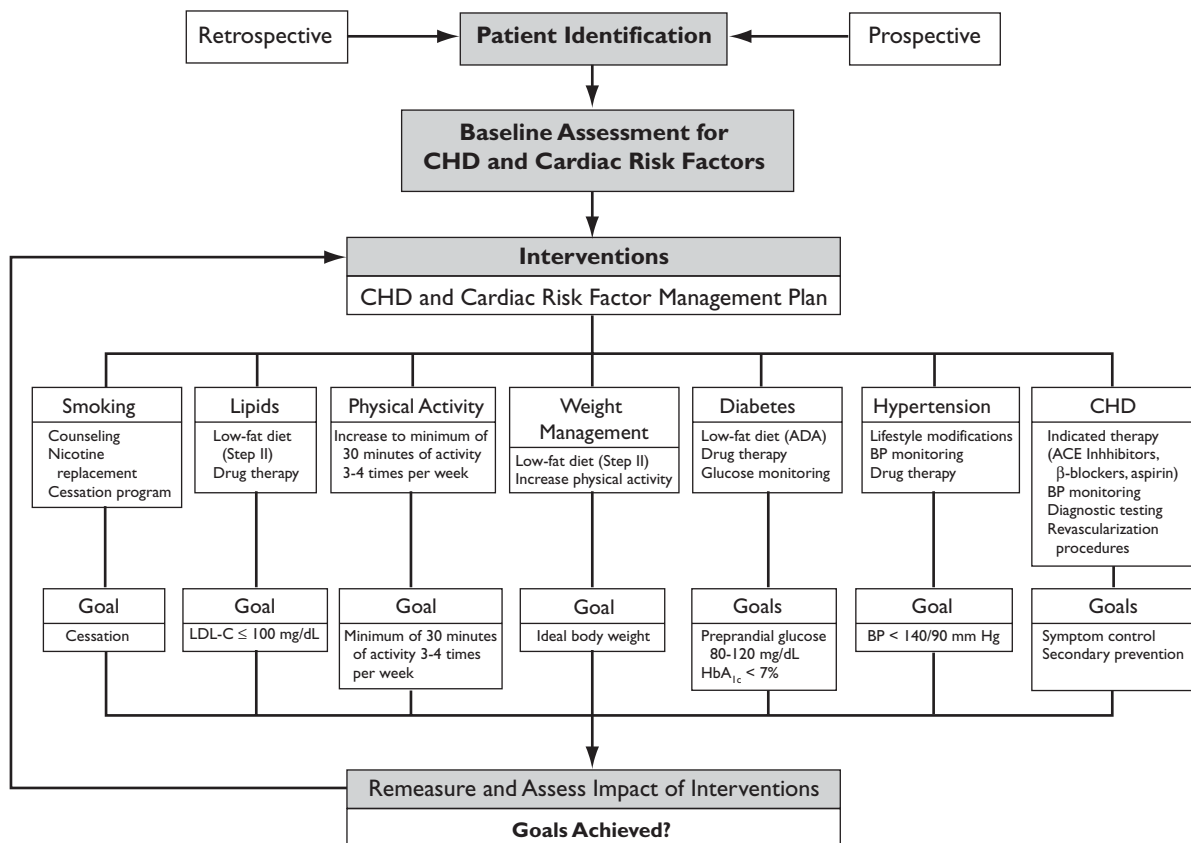 Retrospective
Patient Identification
Prospective
Baseline Assessment for
CHD and Cardiac Risk Factors
Interventions
CHD and Cardiac Risk Factor Management Plan
Smoking
Counseling
Nicotine
replacement
Cessation program
Lipids
Low-fat diet
(Step II)
Drug therapy
Physical Activity
Increase to minimum of
30 minutes of activity
3-4 times per week
Weight
Management
Low-fat diet (Step II)
Increase physical activity
Diabetes
Low-fat diet (ADA)
Drug therapy
Glucose monitoring
Hypertension
Lifestyle modifications
BP monitoring
Drug therapy
CHD
Indicated therapy
(ACE Inhhibitors,
β-blockers, aspirin)
BP monitoring
Diagnostic testing
Revascularization
procedures
Goal
Cessation
Goal
LDL-C ≤ 100 mg/dL
Goal
Minimum of 30 minutes
of activity 3-4 times
per week
Goal
Ideal body weight
Goals
Preprandial glucose
80-120 mg/dL
HbA1c < 7%
Goal
BP < 140/90 mm Hg
Goals
Symptom control
Secondary prevention
Remeasure and Assess Impact of Interventions
Goals Achieved?